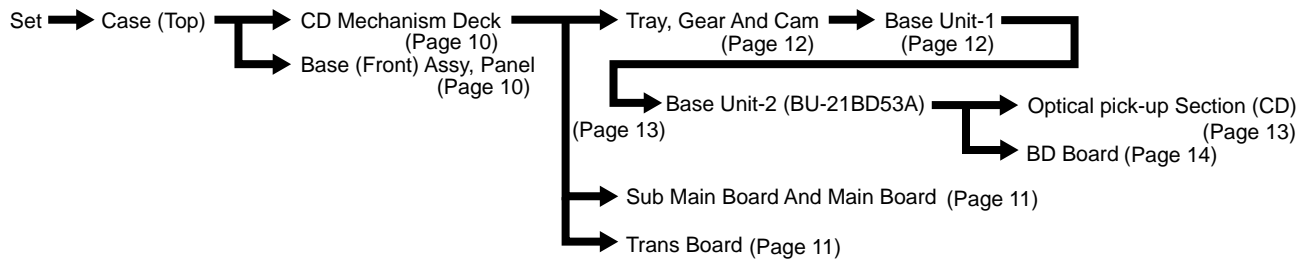 Set
Case (Top)
CD Mechanism Deck
(Page 10)
Base (Front) Assy, Panel
(Page 10)
Tray, Gear And Cam
(Page 12)
Base Unit-1
(Page 12)
Base Unit-2 (BU-21BD53A)
(Page 13)
Optical pick-up Section (CD)
(Page 13)
BD Board (Page 14)
Sub Main Board And Main Board (Page 11)
Trans Board (Page 11)